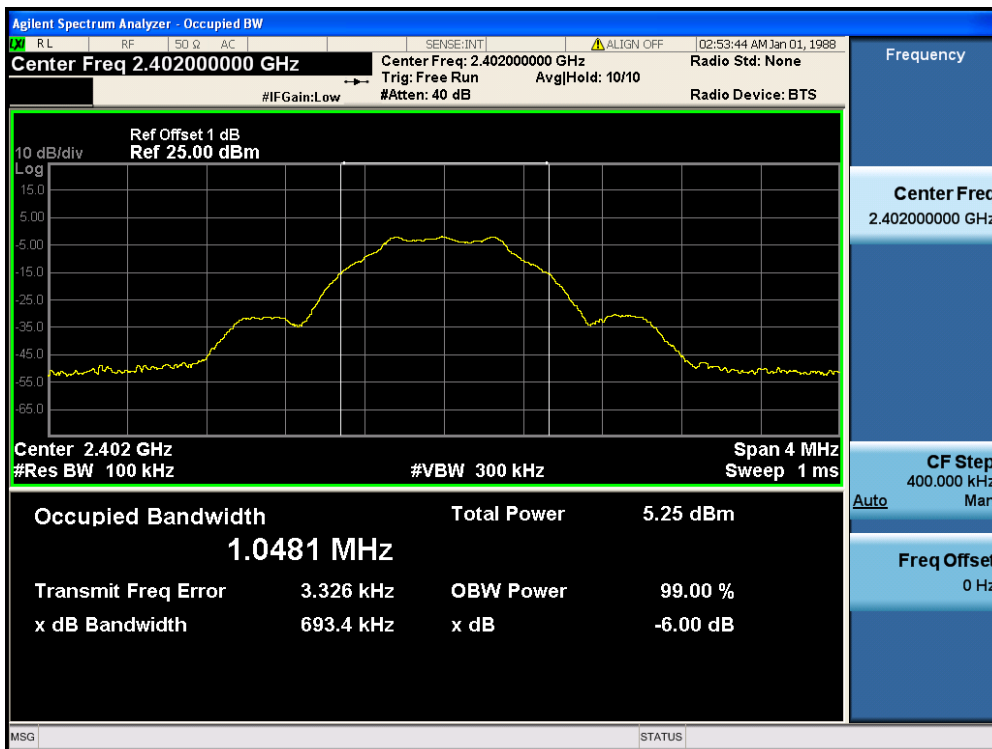 Agilent Spectrum Analyzer - Occupied BW
LXI RL RF 50 Ω AC SENSE:INT ALIGN OFF 02:53:44 AM Jan 01, 1988
Center Freq 2.402000000 GHz
Center Freq: 2.402000000 GHz
Radio Std: None
Trig: Free Run Avg|Hold: 10/10
#IFGain:Low
#Atten: 40 dB
Radio Device: BTS
Ref Offset 1 dB
10 dB/div Ref 25.00 dBm
Log
15.0
5.00
-5.00
-15.0
-25.0
-35.0
-45.0
-55.0
-65.0
Center 2.402 GHz Span 4 MHz
#Res BW 100 kHz #VBW 300 kHz Sweep 1 ms
Occupied Bandwidth Total Power 5.25 dBm
1.0481 MHz
Transmit Freq Error 3.326 kHz OBW Power 99.00 %
x dB Bandwidth 693.4 kHz x dB -6.00 dB
Frequency
Center Freq
2.402000000 GHz
CF Step
400.000 kHz
Auto Man
Freq Offset
0 Hz
MSG STATUS